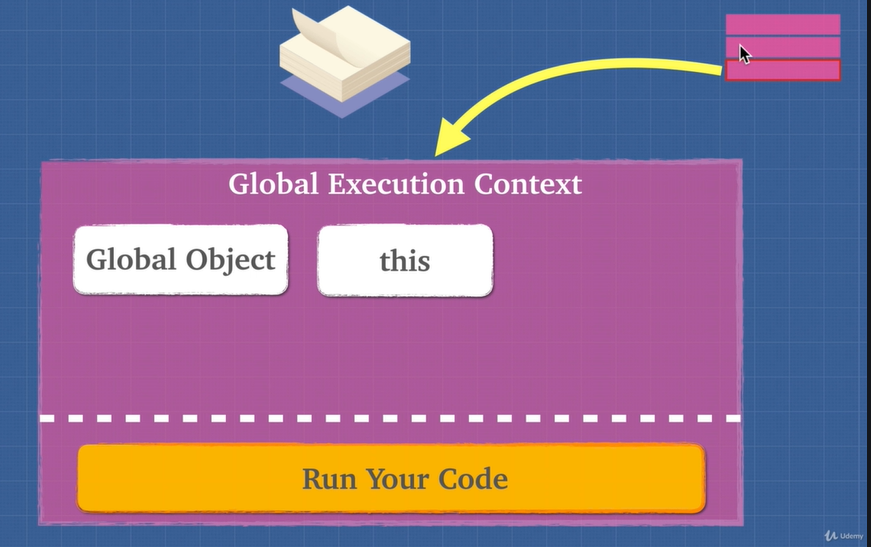 Global Execution Context
Global Object
this
Run Your Code
Udemy